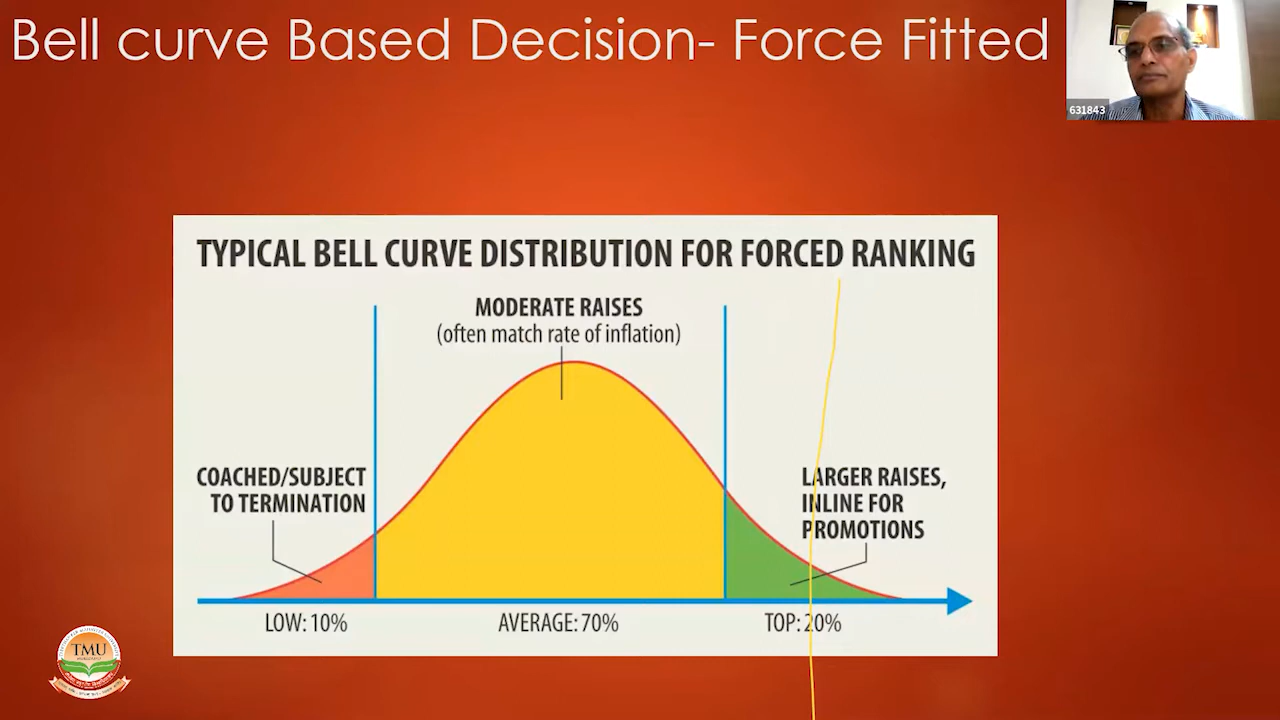 Bell curve Based Decision- Force Fitted
631843
TYPICAL BELL CURVE DISTRIBUTION FOR FORCED RANKING
MODERATE RAISES
(often match rate of inflation)
COACHED/SUBJECT
TO TERMINATION
LARGER RAISES,
INLINE FOR
PROMOTIONS
LOW: 10%
AVERAGE: 70%
TOP: 20%
TMU